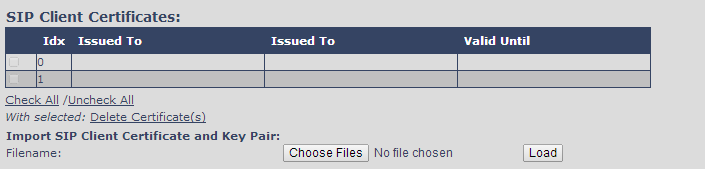 SIP Client Certificates:
Idx Issued To Issued To Valid Until
0
1
Check All /Uncheck All
With selected: Delete Certificate(s)
Import SIP Client Certificate and Key Pair:
Filename: Choose Files No file chosen Load